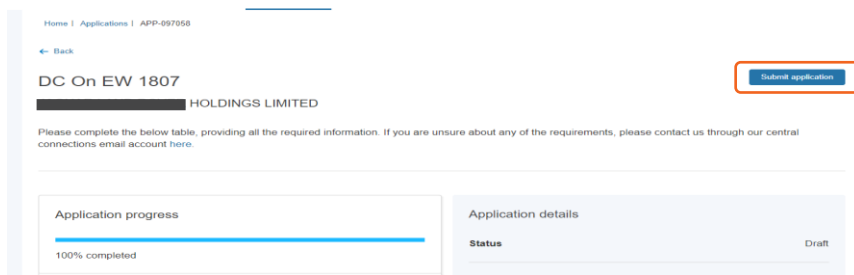 Home | Applications | APP-097058
← Back
DC On EW 1807
Submit application
HOLDINGS LIMITED
Please complete the below table, providing all the required information. If you are unsure about any of the requirements, please contact us through our central
connections email account here.
Application progress
100% completed
Application details
Status Draft